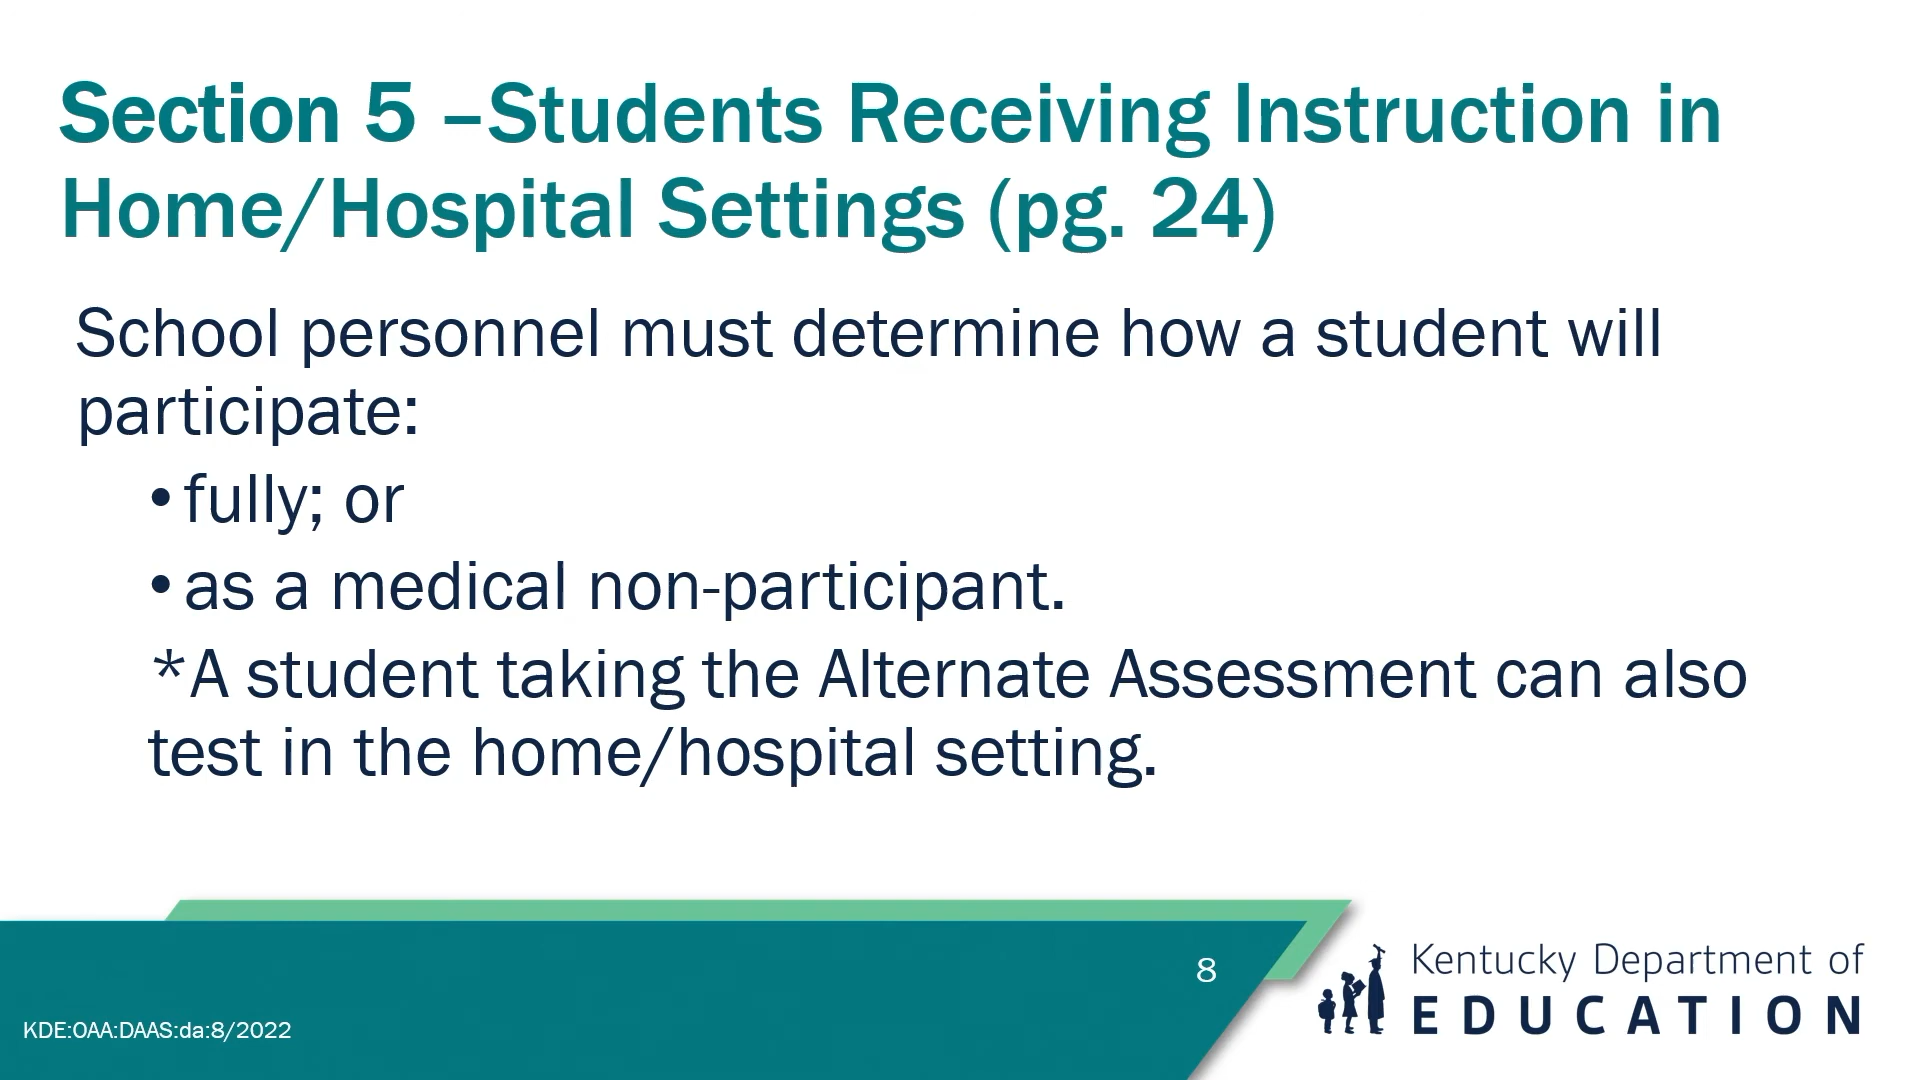 Section 5 –Students Receiving Instruction in
Home/Hospital Settings (pg. 24)
School personnel must determine how a student will
participate:
•fully; or
•as a medical non-participant.
*A student taking the Alternate Assessment can also
test in the home/hospital setting.
8
KDE:OAA:DAAS:da:8/2022
Kentucky Department of
EDUCATION